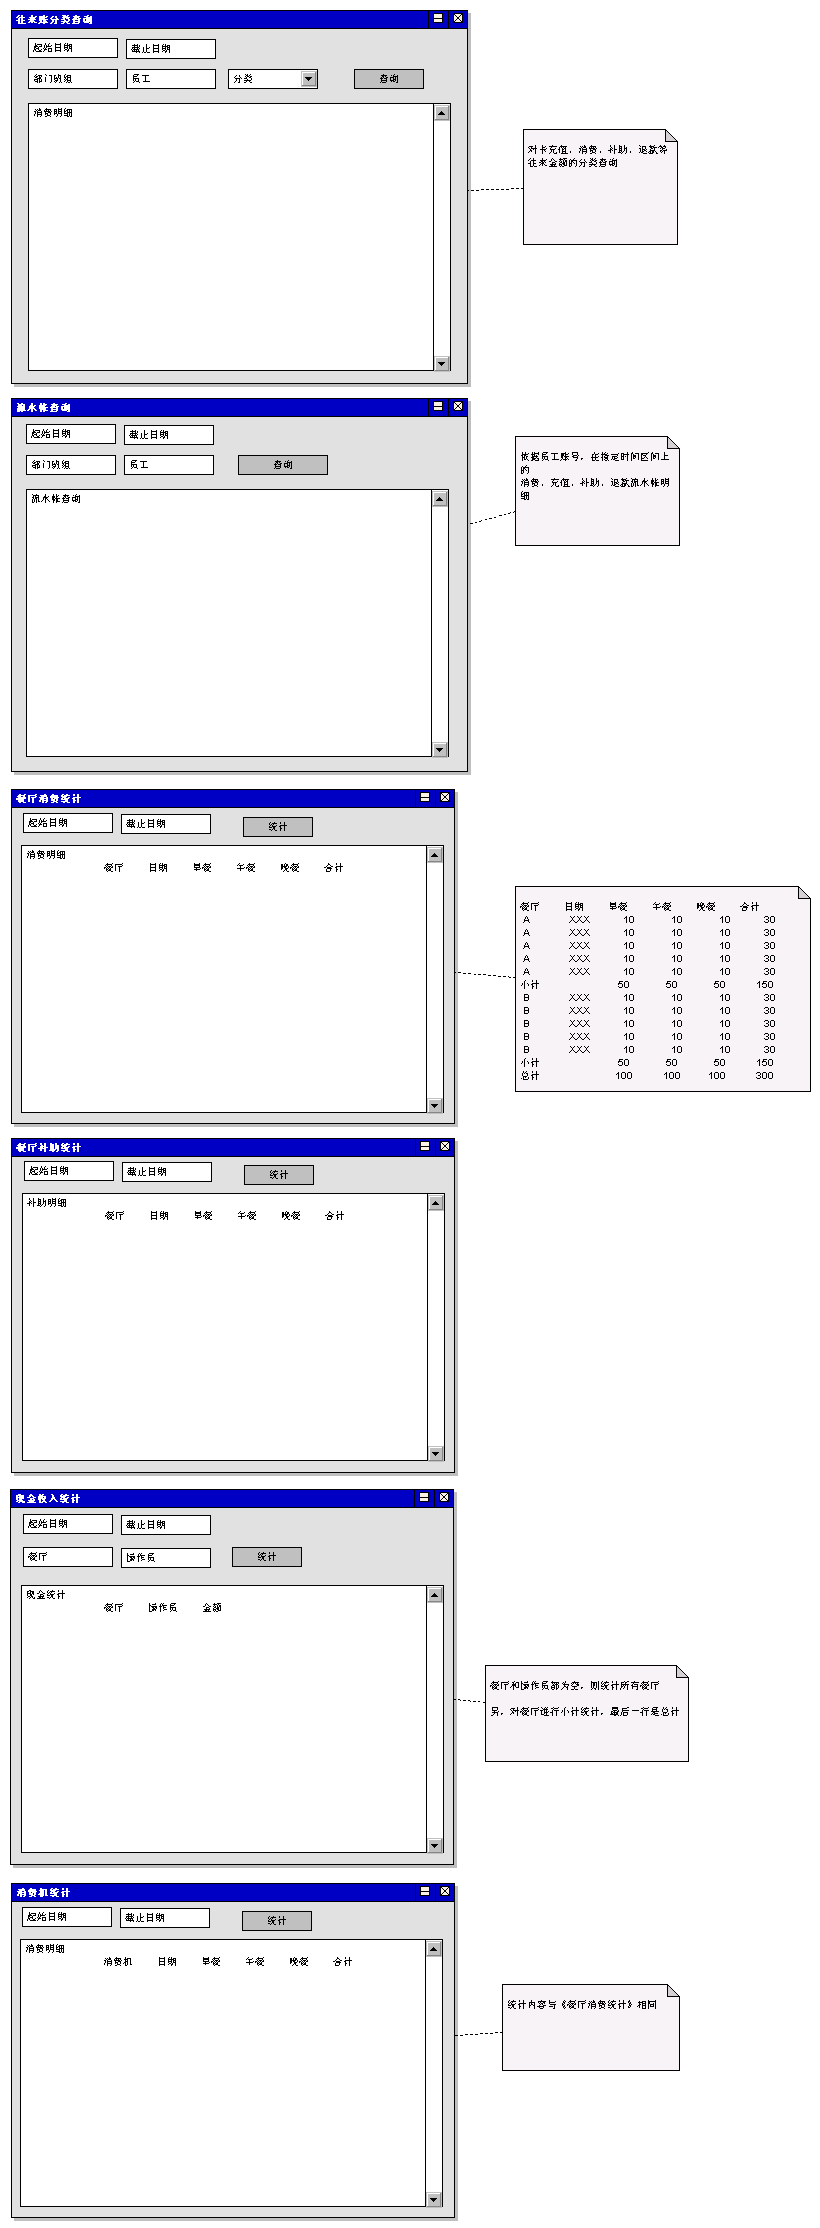 往来账分类查询
起始日期 截止日期
部门班组 员工 分类 查询
消费明细
对卡充值，消费，补助，退款等
往来金额的分类查询
流水帐查询
起始日期 截止日期
部门班组 员工 查询
流水帐查询
依据员工账号，在指定时间区间上
的
消费，充值，补助，退款流水帐明
细
餐厅消费统计
起始日期 截止日期 统计
消费明细
餐厅 日期 早餐 午餐 晚餐 合计
餐厅 日期 早餐 午餐 晚餐 合计
A XXX 10 10 10 30
A XXX 10 10 10 30
A XXX 10 10 10 30
A XXX 10 10 10 30
A XXX 10 10 10 30
小计 50 50 50 150
B XXX 10 10 10 30
B XXX 10 10 10 30
B XXX 10 10 10 30
B XXX 10 10 10 30
B XXX 10 10 10 30
小计 50 50 50 150
总计 100 100 100 300
餐厅补助统计
起始日期 截止日期 统计
补助明细
餐厅 日期 早餐 午餐 晚餐 合计
现金收入统计
起始日期 截止日期
餐厅 操作员 统计
现金统计
餐厅 操作员 金额
餐厅和操作员都为空，则统计所有餐厅
另，对餐厅进行小计统计，最后一行是总计
消费机统计
起始日期 截止日期 统计
消费明细
消费机 日期 早餐 午餐 晚餐 合计
统计内容与《餐厅消费统计》相同